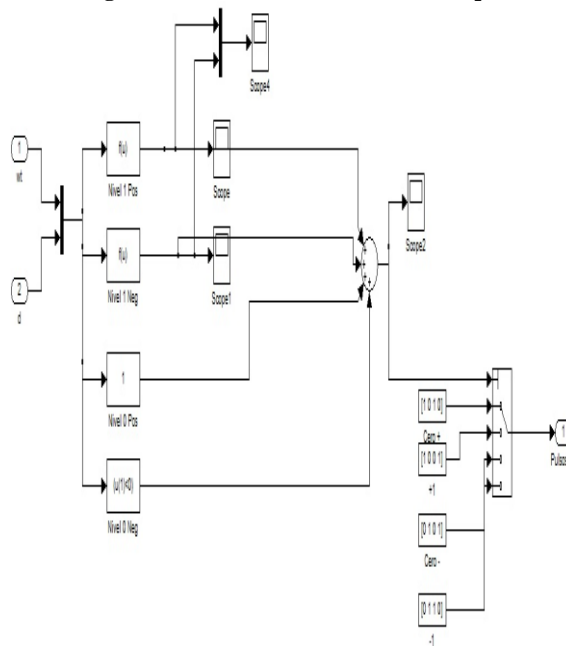 Scope4
1
wt
f(u)
Nivel 1 Pos
Scope
2
d
f(u)
Nivel 1 Neg
Scope1
Scope2
1
Nivel 0 Pos
(u(1)<0)
Nivel 0 Neg
[1 0 1 0]
Cero +
[1 0 0 1]
+1
[0 1 0 1]
Cero -
[0 1 1 0]
-1
1